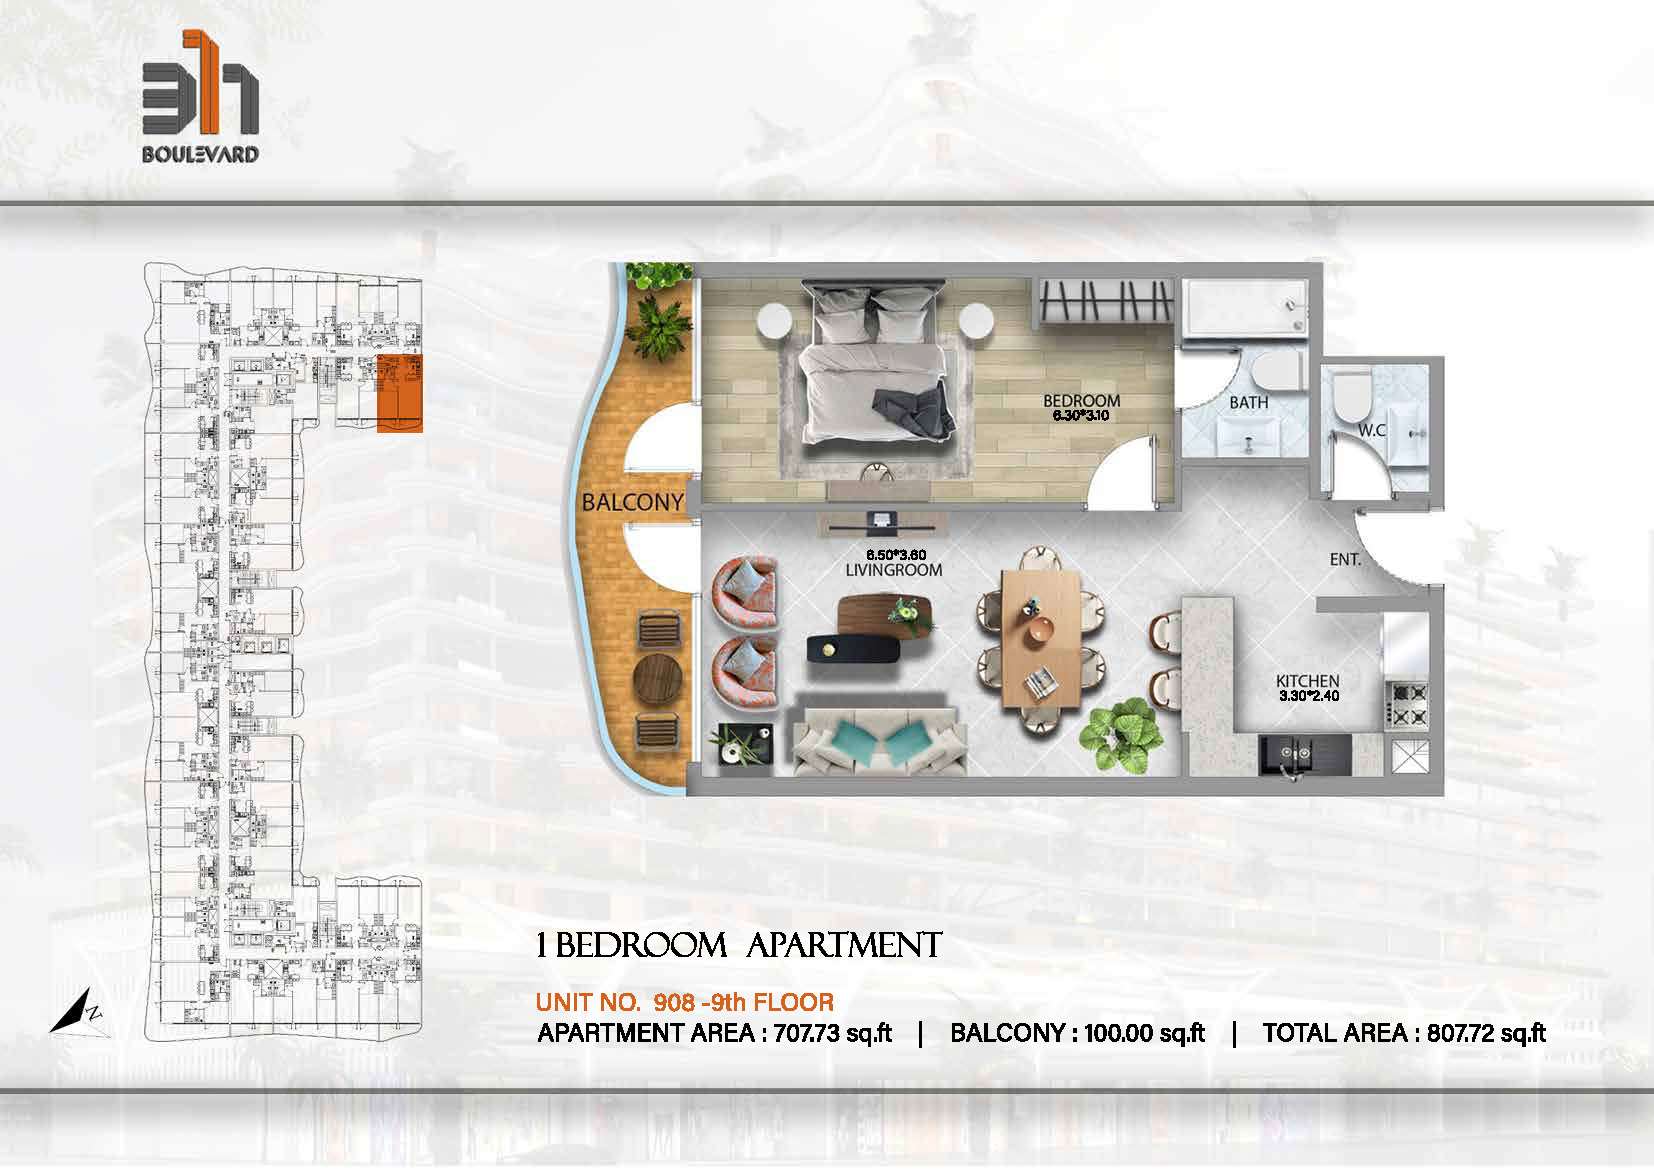 311
BOULEVARD
BEDROOM
6.30*3.10
BATH
W.C
BALCONY
6.50*3.60
LIVINGROOM
ENT.
KITCHEN
3.30*2.40
N
1 BEDROOM APARTMENT
UNIT NO. 908 -9th FLOOR
APARTMENT AREA : 707.73 sq.ft | BALCONY : 100.00 sq.ft | TOTAL AREA : 807.72 sq.ft